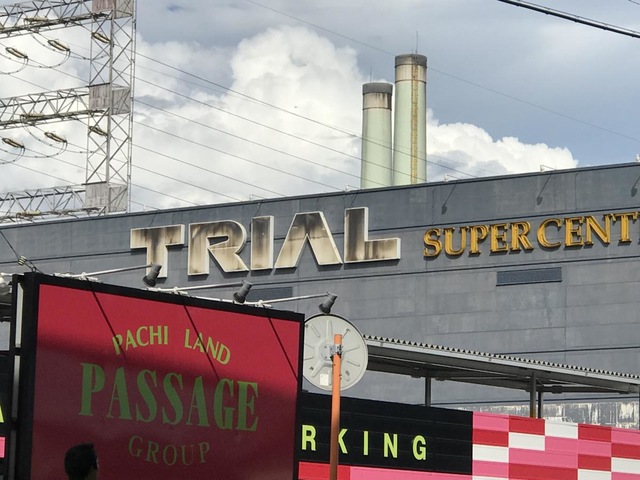 TRIAL SUPER CENT
PACHI LAND
PASSAGE
GROUP
RKING